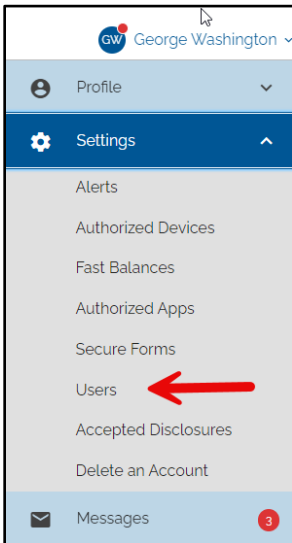 GW George Washington
Profile
Settings
Alerts
Authorized Devices
Fast Balances
Authorized Apps
Secure Forms
Users
Accepted Disclosures
Delete an Account
Messages 3